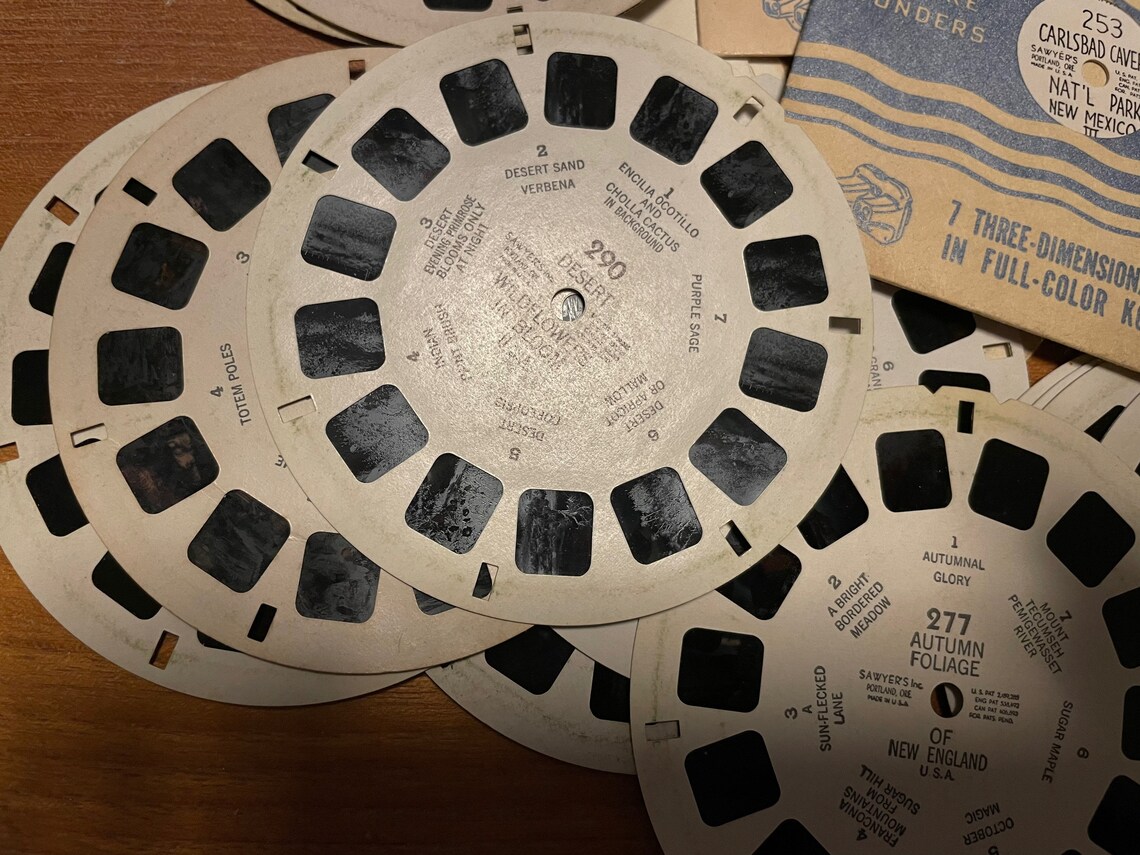 2
DESERT SAND
VERBENA
1
ENCILIA OCOTILLO
AND
CHOLLA CACTUS
IN BACKGROUND
7
PURPLE SAGE
6
DESERT
OR APRICOT
MALLOW
5
DESERT
COREOPSIS
4
INDIAN
PAINT BRUSH
3
DESERT
EVENING PRIMROSE
BLOOMS ONLY
AT NIGHT
290
DESERT
WILDFLOWERS
IN BLOOM
II
3
4
TOTEM POLES
6
1
AUTUMNAL
GLORY
2
A BRIGHT
BORDERED
MEADOW
3
A
SUN-FLECKED
LANE
4
FRANCONIA
MOUNTAINS
FROM
SUGAR HILL
5
OCTOBER
MAGIC
6
SUGAR MAPLE
7
MOUNT
TECUMSEH
PEMIGEWASSET
RIVER
277
AUTUMN
FOLIAGE
SAWYER'S INC
PORTLAND, ORE.
MADE IN U.S.A.
OF
NEW ENGLAND
U.S.A.
253
CARLSBAD
SAWYER'S
PORTLAND, ORE.
MADE IN U.S.A.
NAT'L PARK
NEW MEXICO
III
7 THREE-DIMENSION
IN FULL-COLOR